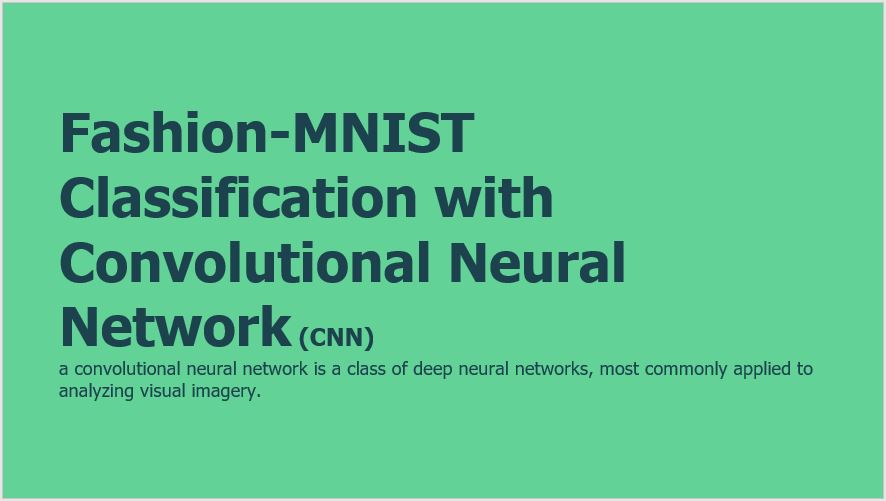 Fashion-MNIST
Classification with
Convolutional Neural
Network (CNN)
a convolutional neural network is a class of deep neural networks, most commonly applied to
analyzing visual imagery.